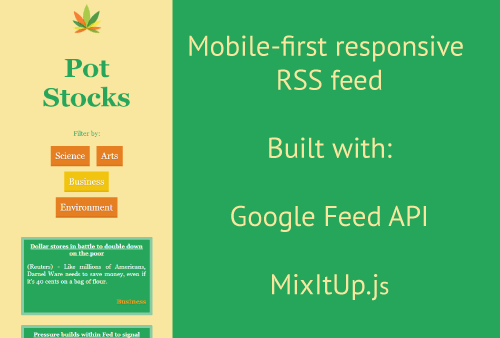 Pot
Stocks
Filter by:
Science Arts
Business
Environment
Dollar stores in battle to double down
on the poor
(Reuters) - Like millions of Americans,
Darnel Ware needs to save money, even if
it's 40 cents on a bag of flour.
Business
Pressure builds within Fed to signal
Mobile-first responsive
RSS feed
Built with:
Google Feed API
MixItUp.js